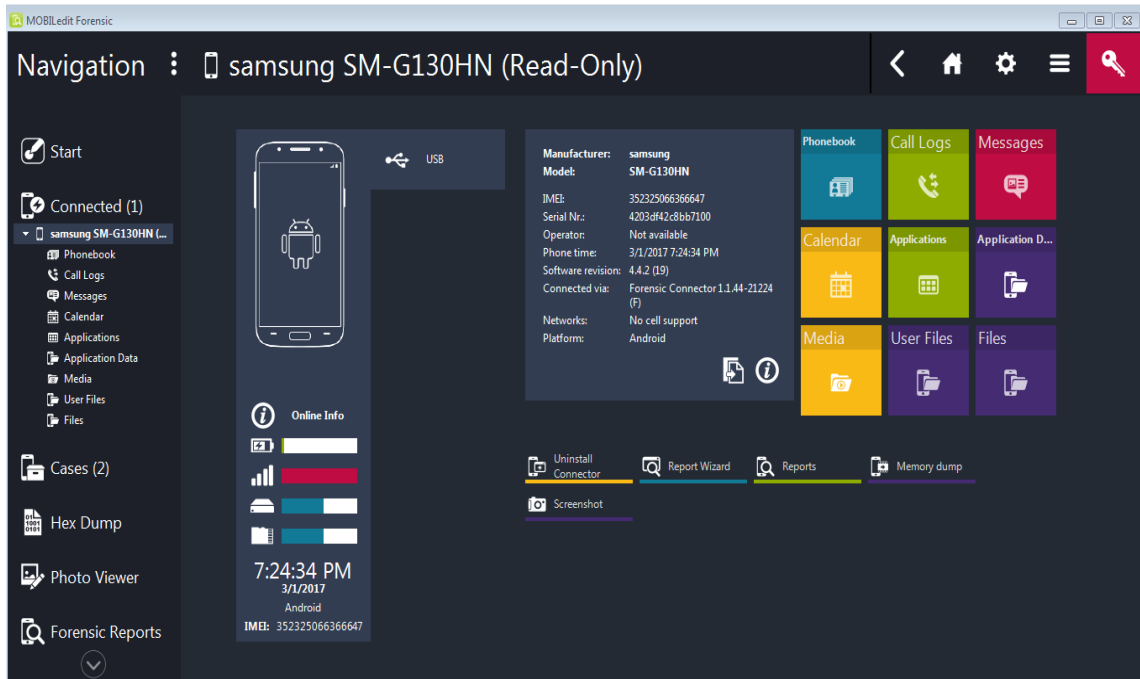 MOBILedit Forensic
Navigation
samsung SM-G130HN (Read-Only)
Start
Connected (1)
samsung SM-G130HN (...
Phonebook
Call Logs
Messages
Calendar
Applications
Application Data
Media
User Files
Files
Cases (2)
Hex Dump
Photo Viewer
Forensic Reports
USB
Online Info
7:24:34 PM
3/1/2017
Android
IMEI: 352325066366647
Manufacturer: samsung
Model: SM-G130HN
IMEI: 352325066366647
Serial Nr.: 4203df42c8bb7100
Operator: Not available
Phone time: 3/1/2017 7:24:34 PM
Software revision: 4.4.2 (19)
Connected via: Forensic Connector 1.1.44-21224
(F)
Networks: No cell support
Platform: Android
Phonebook Call Logs Messages
Calendar Applications Application D...
Media User Files Files
Uninstall
Connector
Report Wizard
Reports
Memory dump
Screenshot